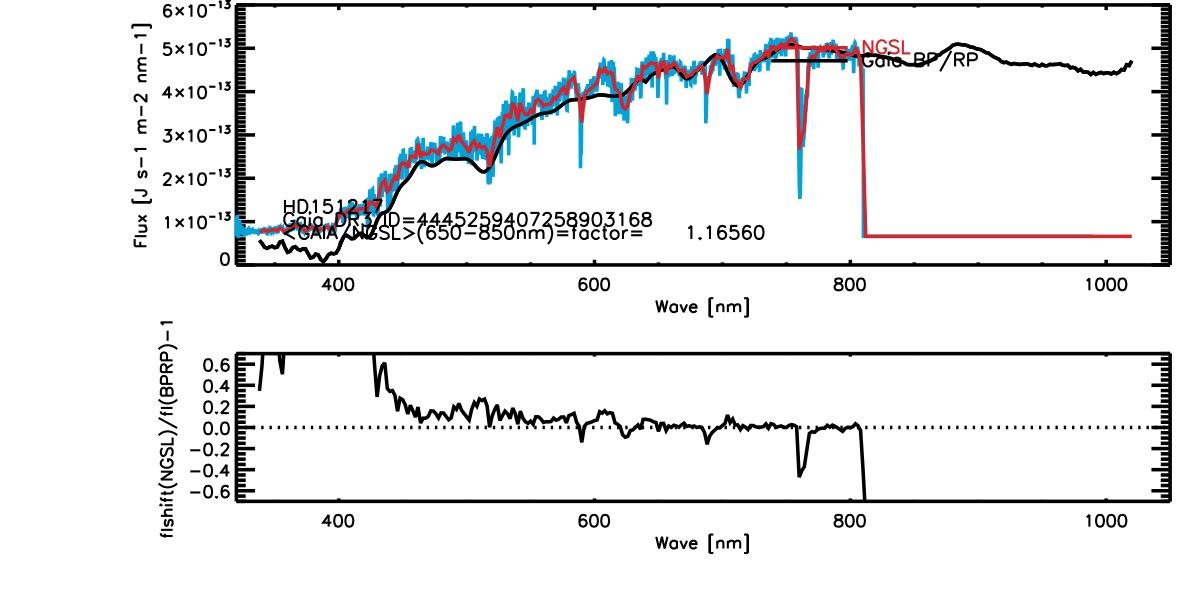 6×10−13
5×10−13
4×10−13
3×10−13
2×10−13
1×10−13
0
Flux [J s−1 m−2 nm−1]
NGSL
Gaia BP/RP
HD151217
Gaia DR3/ID=4445259407258903168
<GAIA/NGSL>(650−850nm)=factor= 1.16560
400 600 800 1000
Wave [nm]
flshift(NGSL)/fl(BPRP)−1
0.6
0.4
0.2
0.0
−0.2
−0.4
−0.6
400 600 800 1000
Wave [nm]